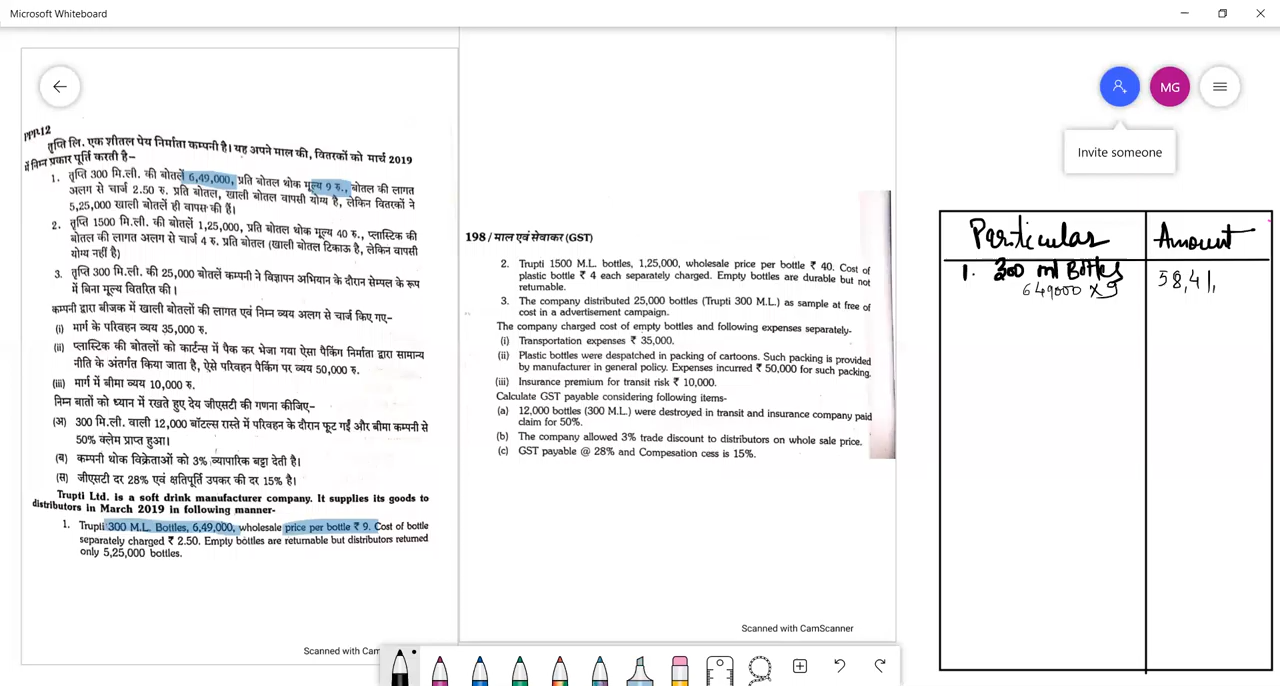 Microsoft Whiteboard
PPR-12
तृप्ति लि. एक शीतल पेय निर्माता कम्पनी है। यह अपने माल की, वितरकों को मार्च 2019
में निम्न प्रकार पूर्ति करती है–
1. तृप्ति 300 मि.ली. की बोतलें 6,49,000, प्रति बोतल थोक मूल्य 9 रु., बोतल की लागत
अलग से चार्ज 2.50 रु. प्रति बोतल, खाली बोतल वापसी योग्य है, लेकिन वितरकों ने
5,25,000 खाली बोतलें ही वापस की हैं।
2. तृप्ति 1500 मि.ली. की बोतलें 1,25,000, प्रति बोतल थोक मूल्य 40 रु., प्लास्टिक की
बोतल की लागत अलग से चार्ज 4 रु. प्रति बोतल (खाली बोतल टिकाऊ है, लेकिन वापसी
योग्य नहीं है)
3. तृप्ति 300 मि.ली. की 25,000 बोतलें कम्पनी ने विज्ञापन अभियान के दौरान सेम्पल के रूप
में बिना मूल्य वितरित की।
कम्पनी द्वारा बीजक में खाली बोतलों की लागत एवं निम्न व्यय अलग से चार्ज किए गए–
(i) मार्ग के परिवहन व्यय 35,000 रु.
(ii) प्लास्टिक की बोतलों को कार्टन्स में पैक कर भेजा गया ऐसा पैकिंग निर्माता द्वारा सामान्य
नीति के अंतर्गत किया जाता है, ऐसे परिवहन पैकिंग पर व्यय 50,000 रु.
(iii) मार्ग में बीमा व्यय 10,000 रु.
निम्न बातों को ध्यान में रखते हुए देय जीएसटी की गणना कीजिए–
(अ) 300 मि.ली. वाली 12,000 बॉटल्स रास्ते में परिवहन के दौरान फूट गईं और बीमा कम्पनी से
50% क्लेम प्राप्त हुआ।
(ब) कम्पनी थोक विक्रेताओं को 3% व्यापारिक बट्टा देती है।
(स) जीएसटी दर 28% एवं क्षतिपूर्ति उपकर की दर 15% है।
Trupti Ltd. is a soft drink manufacturer company. It supplies its goods to
distributors in March 2019 in following manner-
1. Trupti 300 M.L. Bottles, 6,49,000, wholesale price per bottle ₹ 9. Cost of bottle
separately charged ₹ 2.50. Empty bottles are returnable but distributors returned
only 5,25,000 bottles.
Scanned with Cam
198 / माल एवं सेवाकर (GST)
2. Trupti 1500 M.L. bottles, 1,25,000, wholesale price per bottle ₹ 40. Cost of
plastic bottle ₹ 4 each separately charged. Empty bottles are durable but not
returnable.
3. The company distributed 25,000 bottles (Trupti 300 M.L.) as sample at free of
cost in a advertisement campaign.
The company charged cost of empty bottles and following expenses separately-
(i) Transportation expenses ₹ 35,000.
(ii) Plastic bottles were despatched in packing of cartoons. Such packing is provided
by manufacturer in general policy. Expenses incurred ₹ 50,000 for such packing.
(iii) Insurance premium for transit risk ₹ 10,000.
Calculate GST payable considering following items-
(a) 12,000 bottles (300 M.L.) were destroyed in transit and insurance company paid
claim for 50%.
(b) The company allowed 3% trade discount to distributors on whole sale price.
(c) GST payable @ 28% and Compesation cess is 15%.
Scanned with CamScanner
MG
Invite someone
Particular Amount
1. 300 ml Bottles
649000 × 9 58,41,